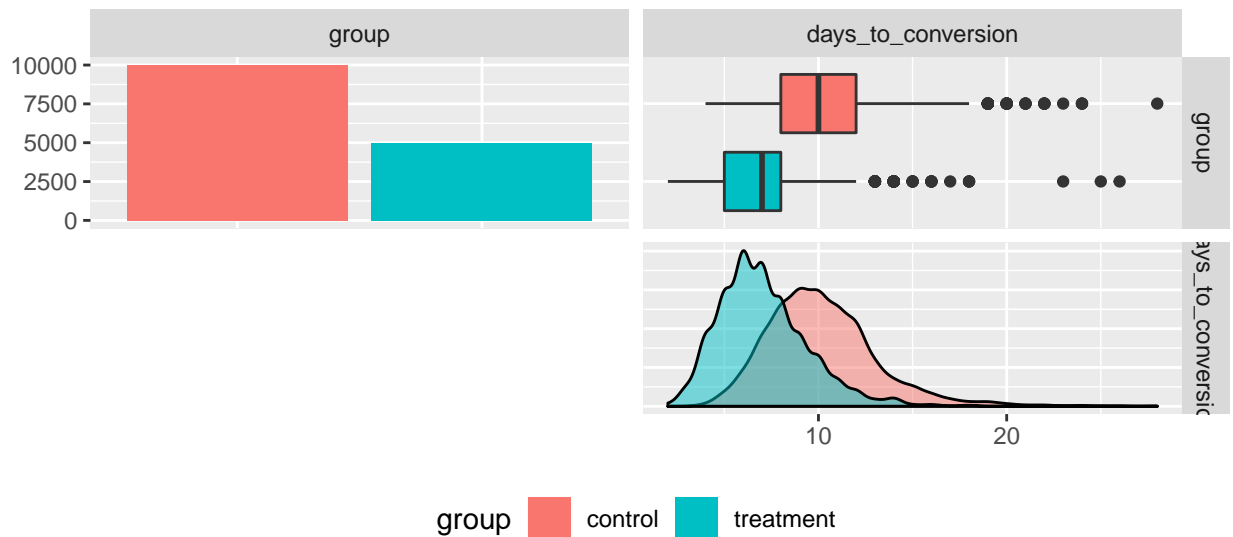 group
days_to_conversion
10000
7500
5000
2500
0
group
ays_to_conversio
10
20
group control treatment